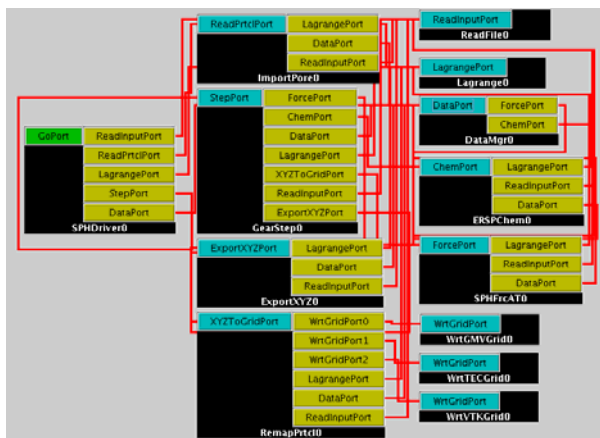 GoPort ReadInputPort
ReadPrtclPort
LagrangePort
StepPort
DataPort
SPHDriver0
ReadPrtclPort LagrangePort
DataPort
ReadInputPort
ImportPore0
StepPort ForcePort
ChemPort
DataPort
LagrangePort
XYZToGridPort
ReadInputPort
ExportXYZPort
GearStep0
ExportXYZPort LagrangePort
DataPort
ReadInputPort
ExportXYZ0
XYZToGridPort WrtGridPort0
WrtGridPort1
WrtGridPort2
LagrangePort
DataPort
ReadInputPort
RemapPrtcl0
ReadInputPort
ReadFile0
LagrangePort
Lagrange0
DataPort ForcePort
ChemPort
DataMgr0
ChemPort LagrangePort
ReadInputPort
DataPort
ERSPChem0
ForcePort LagrangePort
ReadInputPort
DataPort
SPHFrcAT0
WrtGridPort
WrtGMVGrid0
WrtGridPort
WrtTECGrid0
WrtGridPort
WrtVTKGrid0